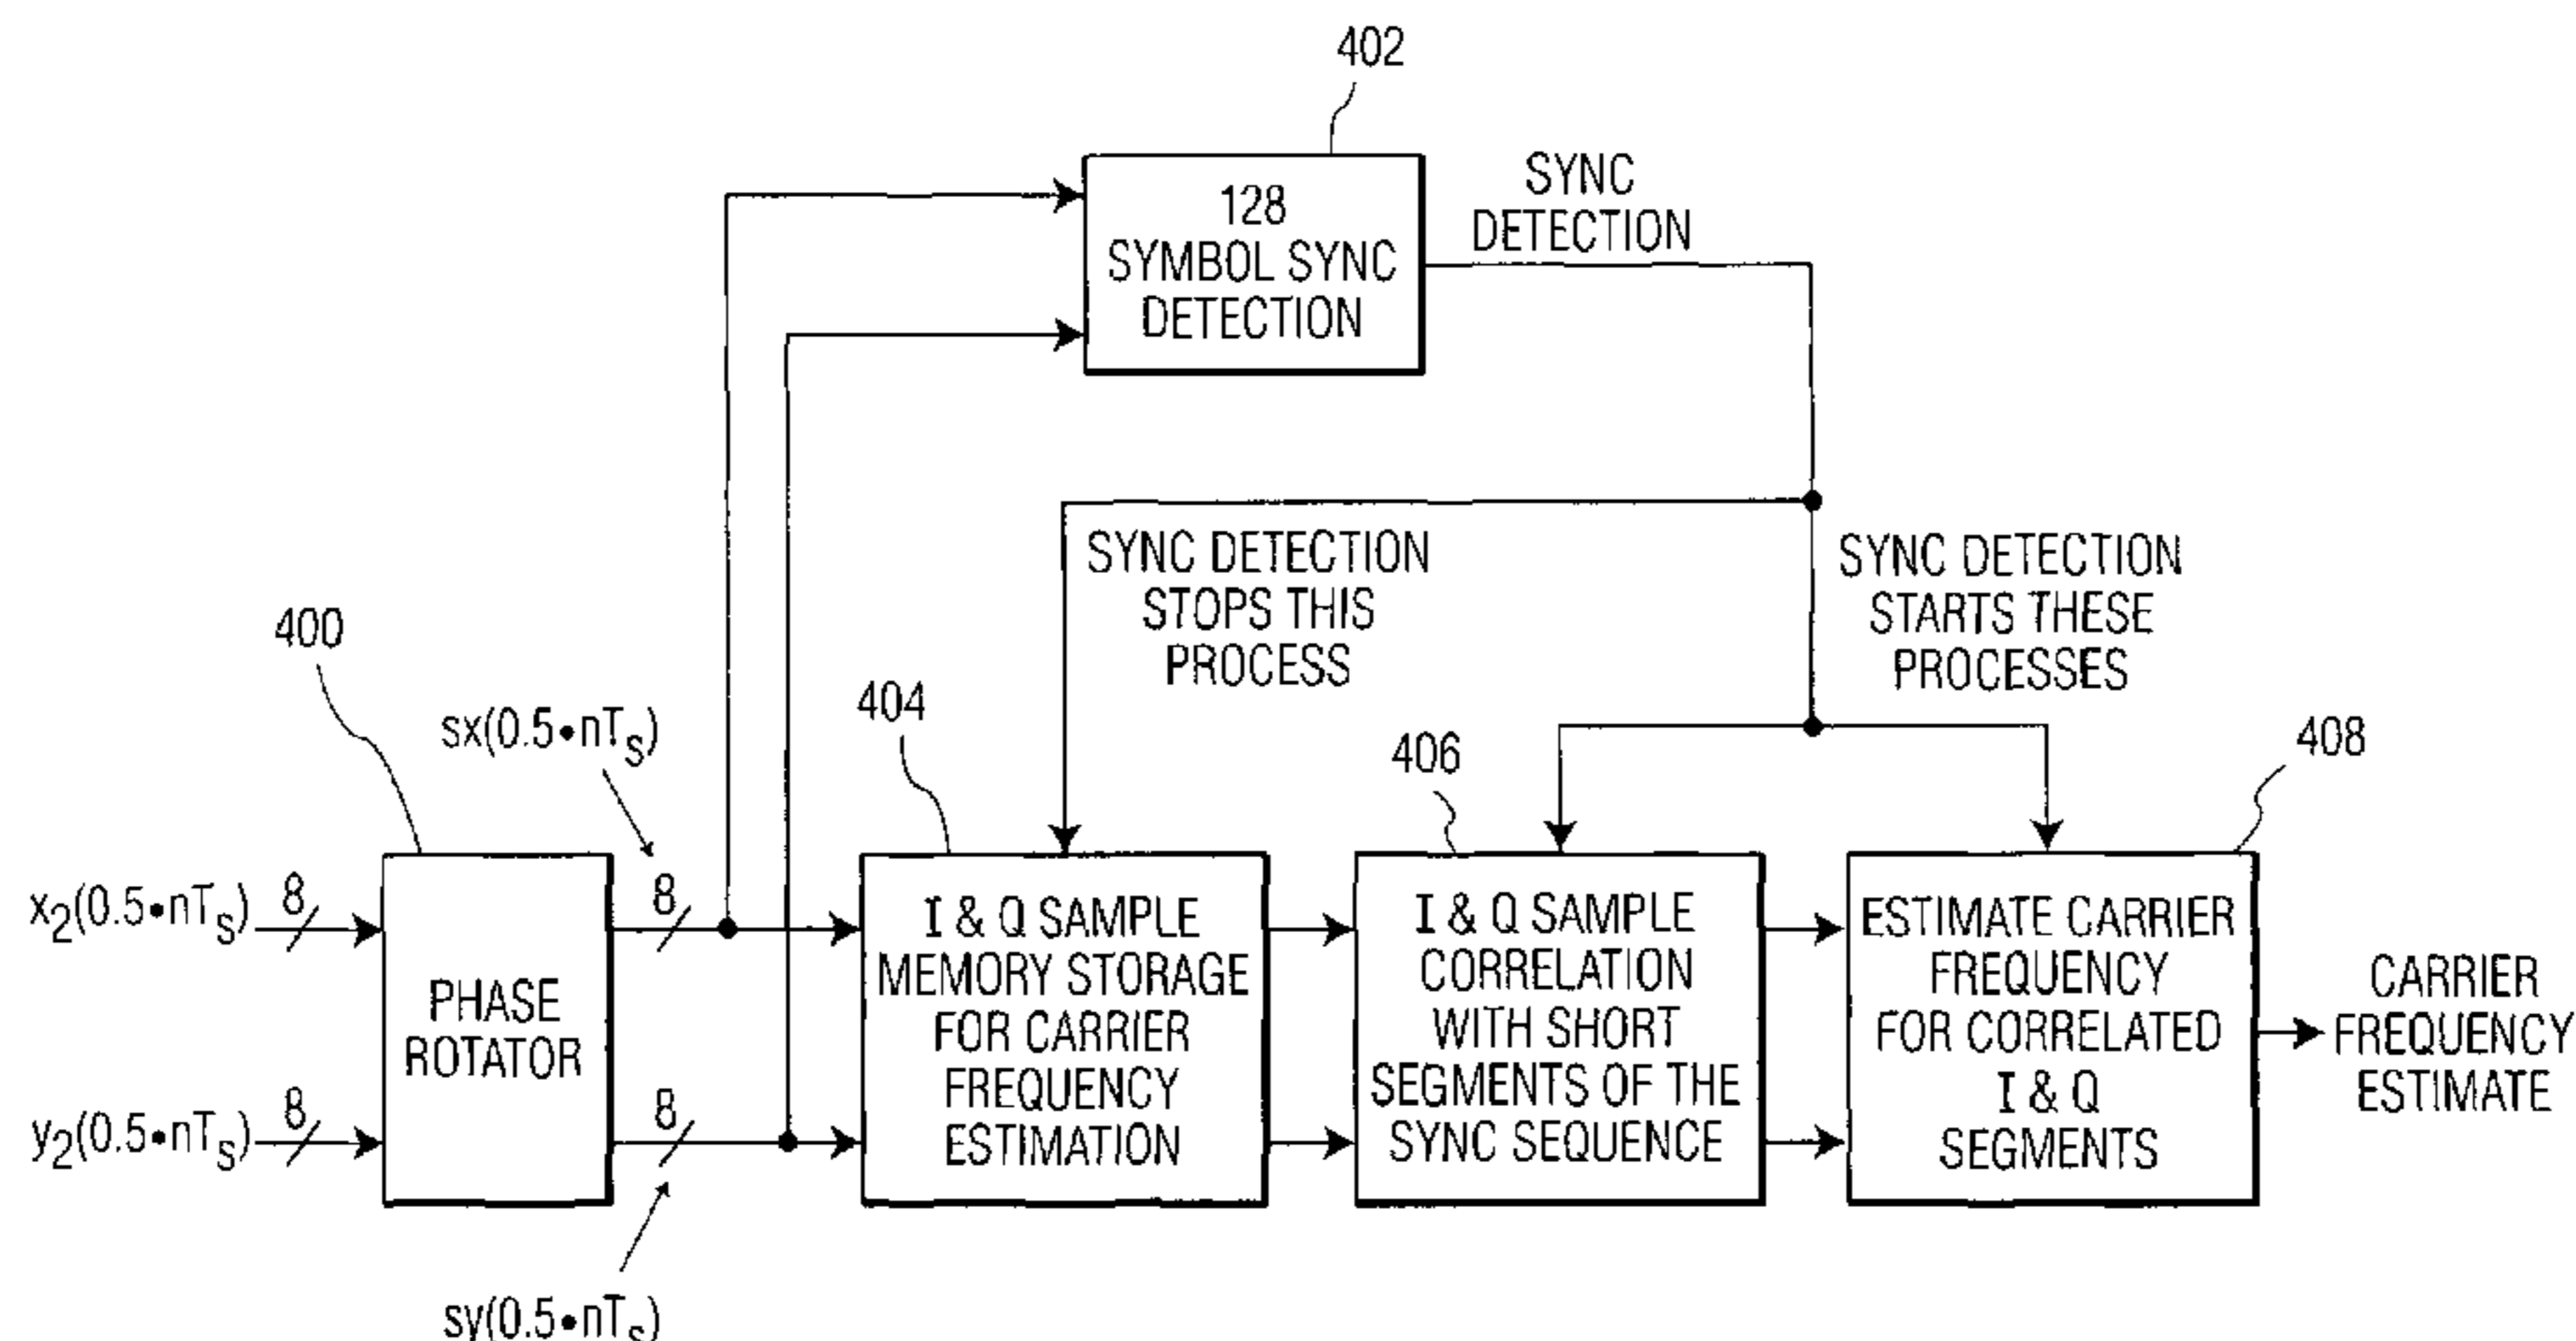 402
128
SYMBOL SYNC
DETECTION
SYNC
DETECTION
SYNC DETECTION
STOPS THIS
PROCESS
SYNC DETECTION
STARTS THESE
PROCESSES
400
sx(0.5•nTS)
404
406
408
x2(0.5•nTS)
8
y2(0.5•nTS)
8
PHASE
ROTATOR
8
8
sy(0.5•nTS)
I & Q SAMPLE
MEMORY STORAGE
FOR CARRIER
FREQUENCY
ESTIMATION
I & Q SAMPLE
CORRELATION
WITH SHORT
SEGMENTS OF THE
SYNC SEQUENCE
ESTIMATE CARRIER
FREQUENCY
FOR CORRELATED
I & Q
SEGMENTS
CARRIER
FREQUENCY
ESTIMATE